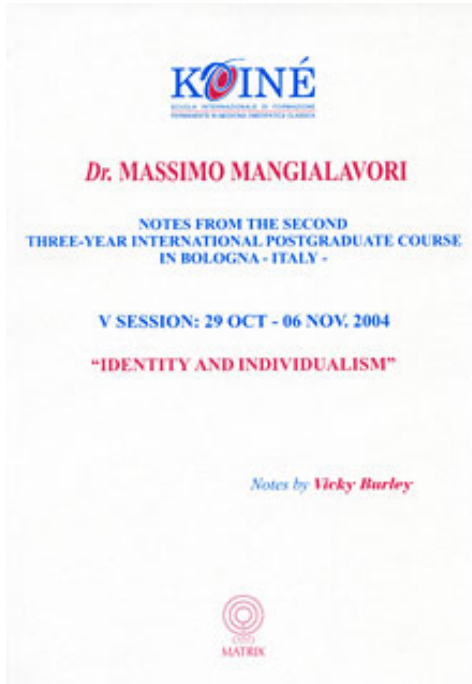 KOINÉ
SCUOLA INTERNAZIONALE DI FORMAZIONE
PERMANENTE IN MEDICINA OMEOPATICA CLASSICA
Dr. MASSIMO MANGIALAVORI
NOTES FROM THE SECOND
THREE-YEAR INTERNATIONAL POSTGRADUATE COURSE
IN BOLOGNA - ITALY -
V SESSION: 29 OCT - 06 NOV. 2004
“IDENTITY AND INDIVIDUALISM”
Notes by Vicky Burley
MATRIX